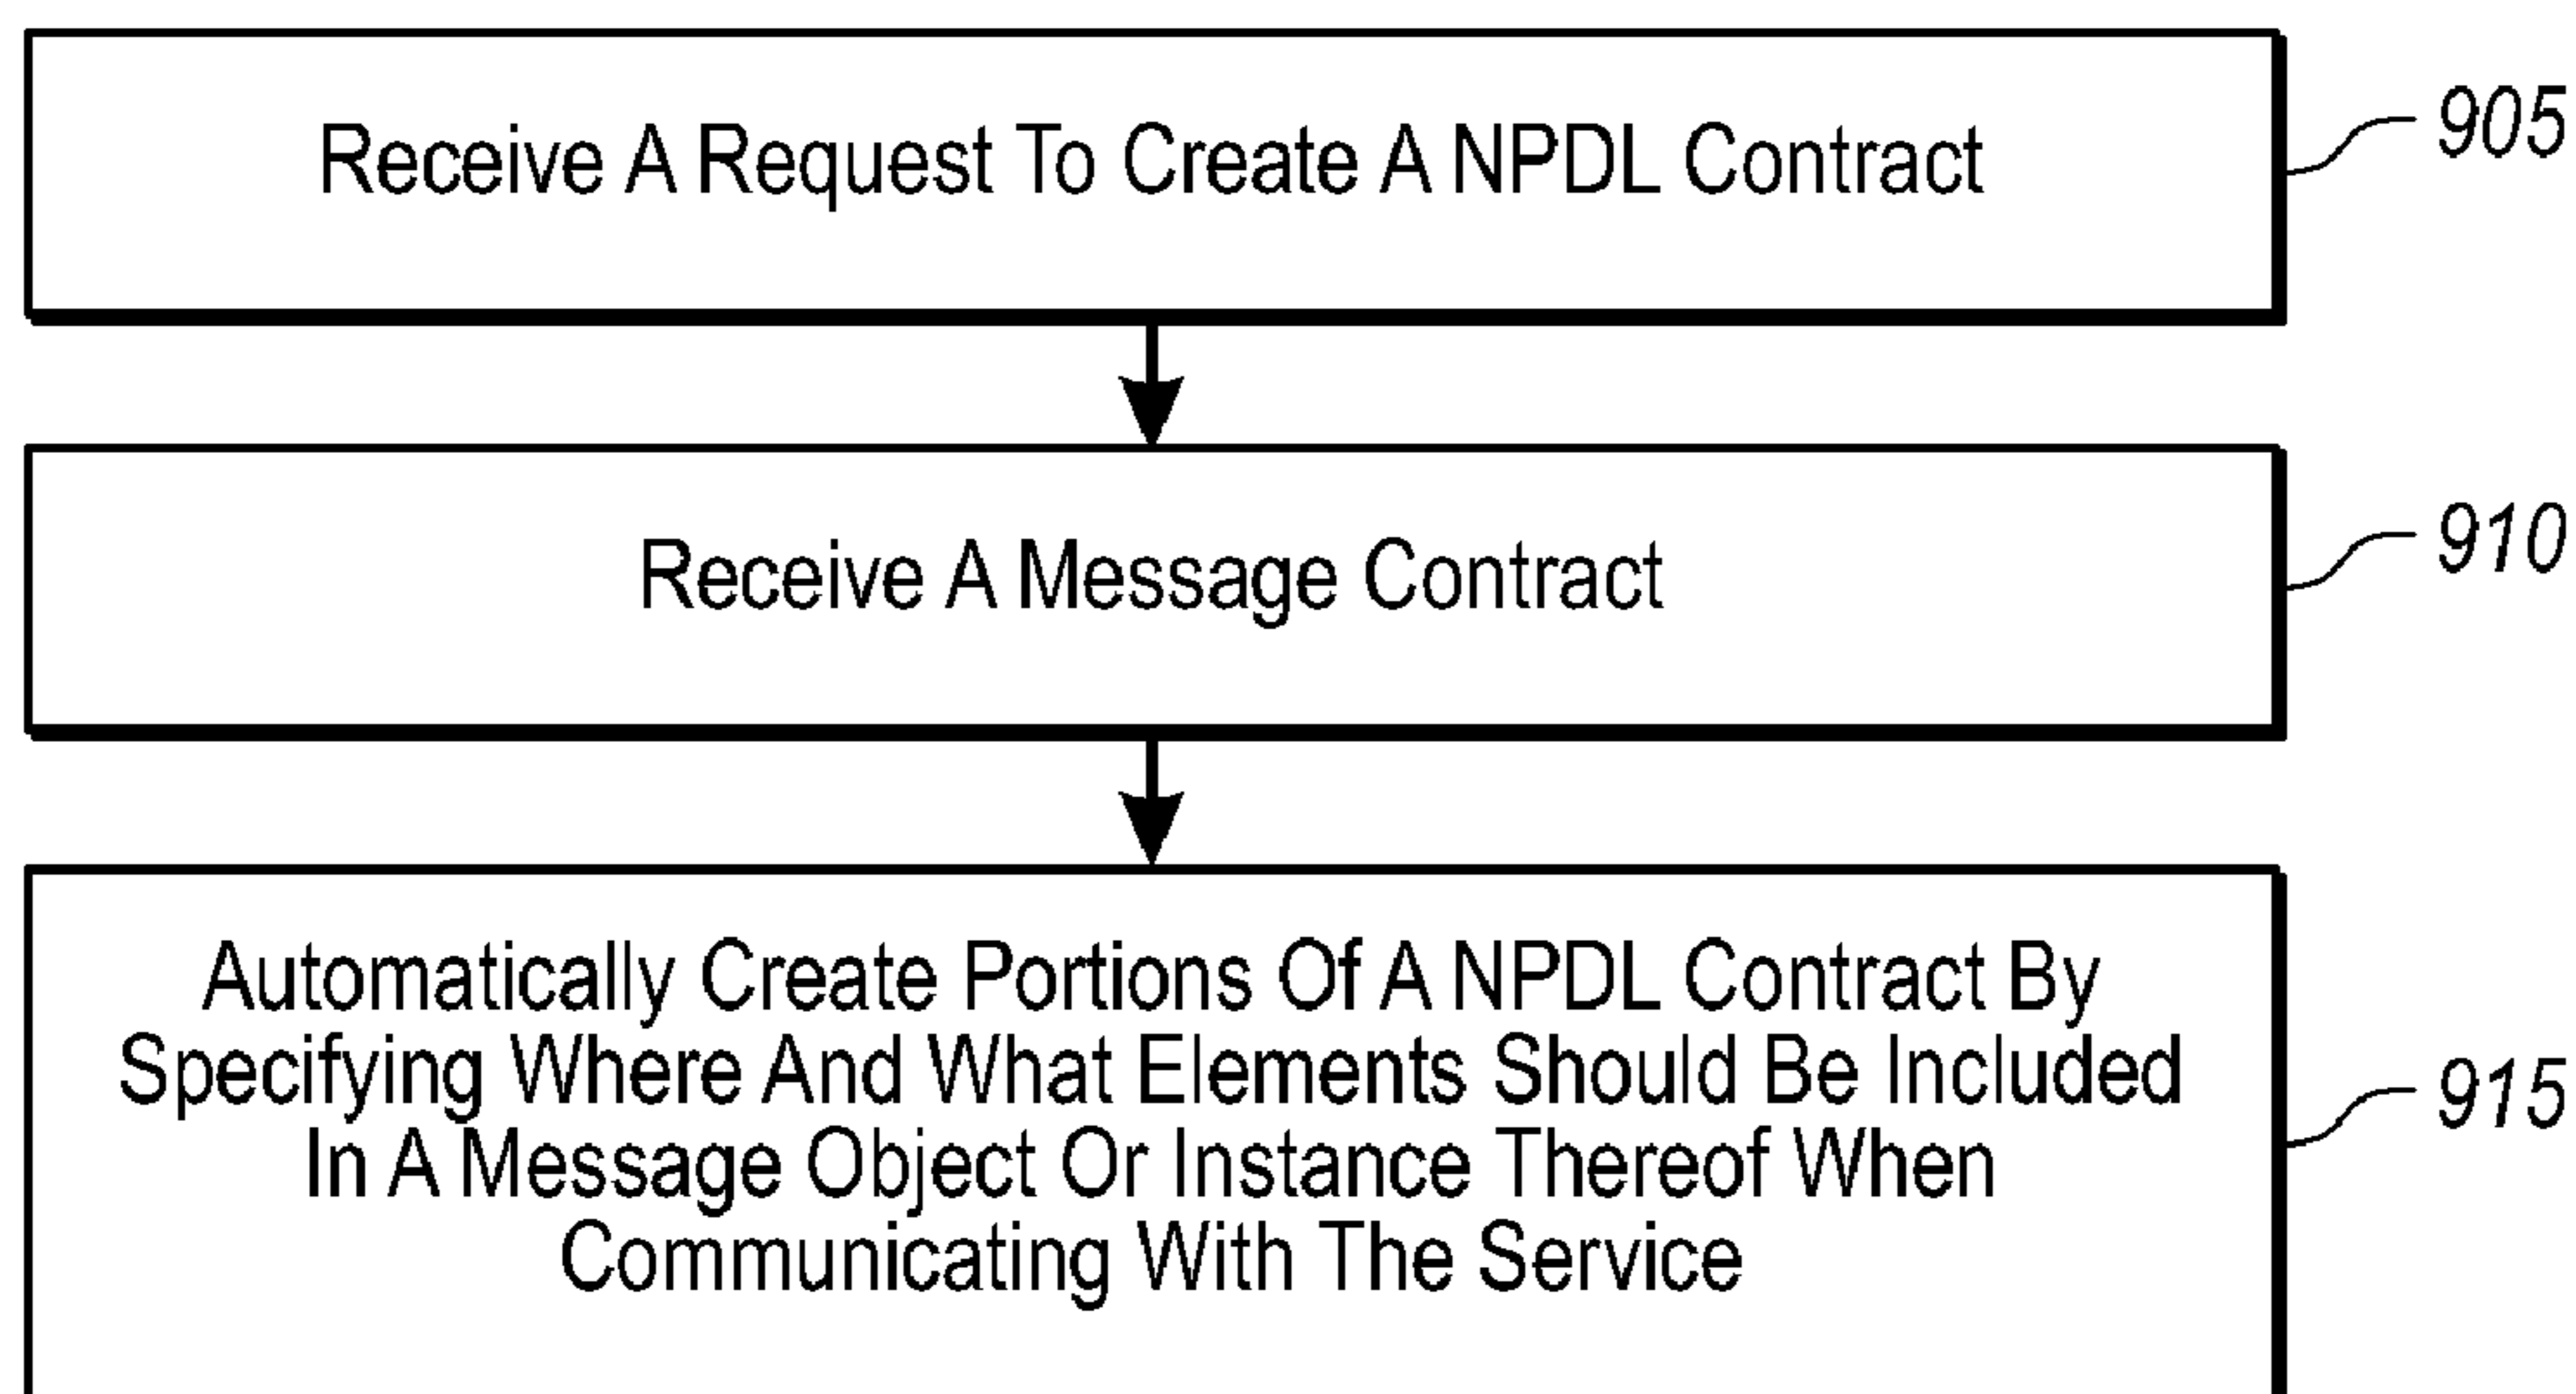 Receive A Request To Create A NPDL Contract
905
Receive A Message Contract
910
Automatically Create Portions Of A NPDL Contract By
Specifying Where And What Elements Should Be Included
In A Message Object Or Instance Thereof When
Communicating With The Service
915